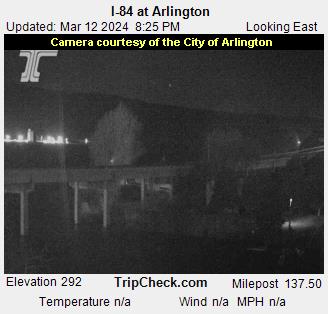 I-84 at Arlington
Updated: Mar 12 2024 8:25 PM Looking East
Camera courtesy of the City of Arlington
Elevation 292 TripCheck.com Milepost 137.50
Temperature n/a Wind n/a MPH n/a